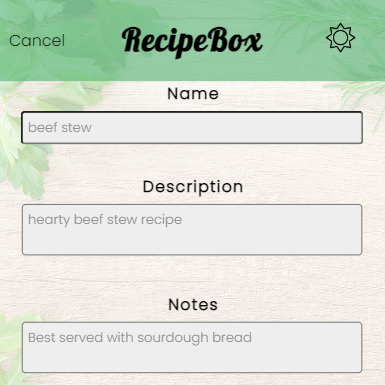 Cancel
RecipeBox
Name
beef stew
Description
hearty beef stew recipe
Notes
Best served with sourdough bread